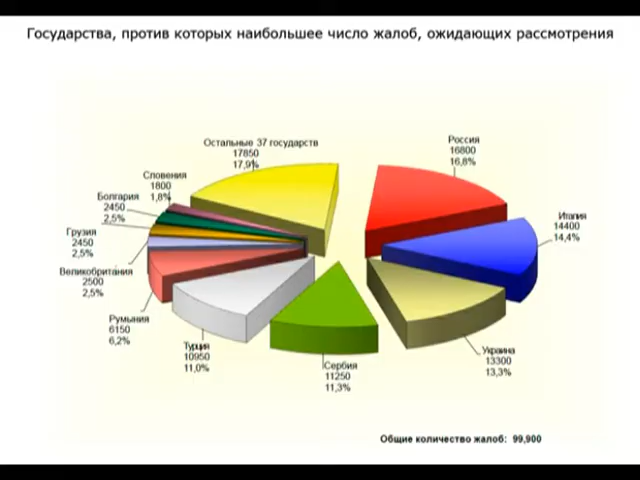 Государства, против которых наибольшее число жалоб, ожидающих рассмотрения
Остальные 37 государств
17850
17,9%
Россия
16800
16,8%
Италия
14400
14,4%
Украина
13300
13,3%
Сербия
11250
11,3%
Турция
10950
11,0%
Румыния
6150
6,2%
Великобритания
2500
2,5%
Грузия
2450
2,5%
Болгария
2450
2,5%
Словения
1800
1,8%
Общие количество жалоб: 99,900